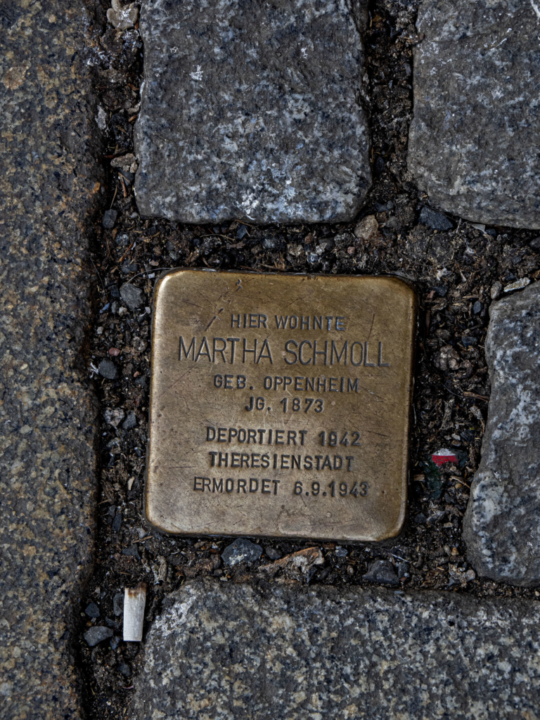 HIER WOHNTE
MARTHA SCHMOLL
GEB. OPPENHEIM
JG. 1873
DEPORTIERT 1942
THERESIENSTADT
ERMORDET 6.9.1943